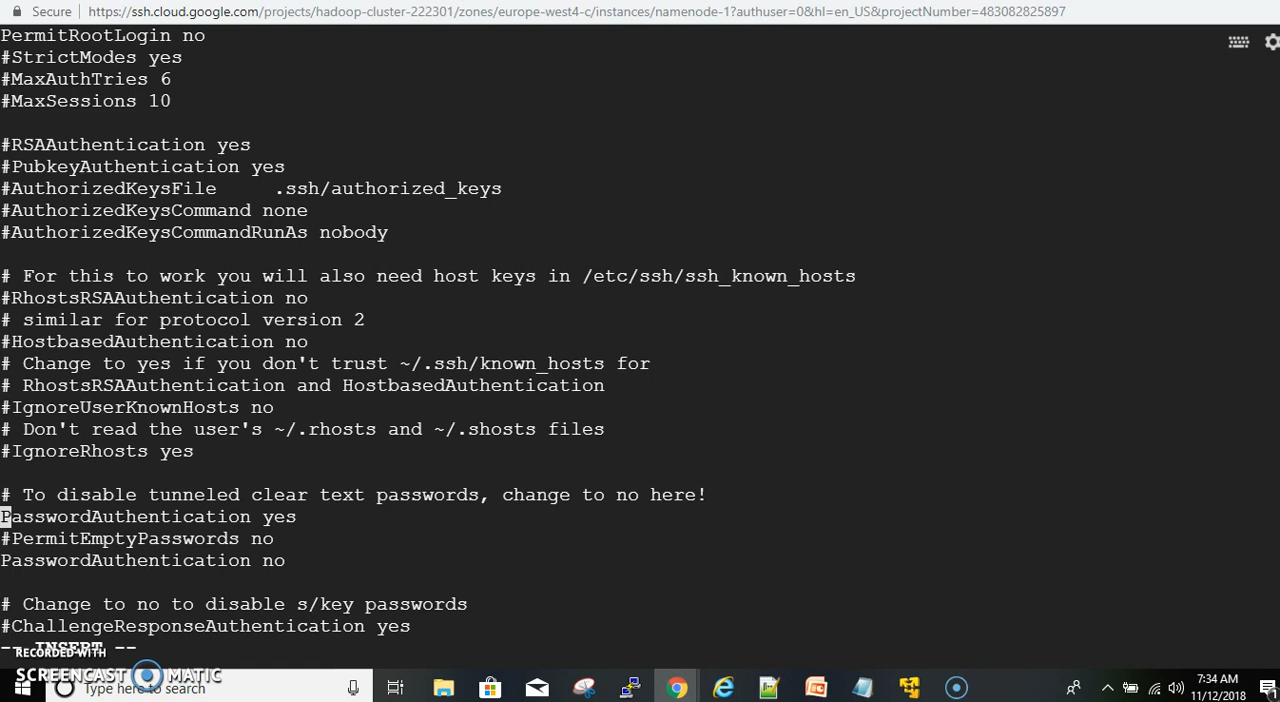 Secure https://ssh.cloud.google.com/projects/hadoop-cluster-222301/zones/europe-west4-c/instances/namenode-1?authuser=0&hl=en_US&projectNumber=483082825897
PermitRootLogin no
#StrictModes yes
#MaxAuthTries 6
#MaxSessions 10
#RSAAuthentication yes
#PubkeyAuthentication yes
#AuthorizedKeysFile .ssh/authorized_keys
#AuthorizedKeysCommand none
#AuthorizedKeysCommandRunAs nobody
# For this to work you will also need host keys in /etc/ssh/ssh_known_hosts
#RhostsRSAAuthentication no
# similar for protocol version 2
#HostbasedAuthentication no
# Change to yes if you don't trust ~/.ssh/known_hosts for
# RhostsRSAAuthentication and HostbasedAuthentication
#IgnoreUserKnownHosts no
# Don't read the user's ~/.rhosts and ~/.shosts files
#IgnoreRhosts yes
# To disable tunneled clear text passwords, change to no here!
PasswordAuthentication yes
#PermitEmptyPasswords no
PasswordAuthentication no
# Change to no to disable s/key passwords
#ChallengeResponseAuthentication yes
-- INSERT --
RECORDED WITH
SCREENCAST MATIC
Type here to search
7:34 AM
11/12/2018
1